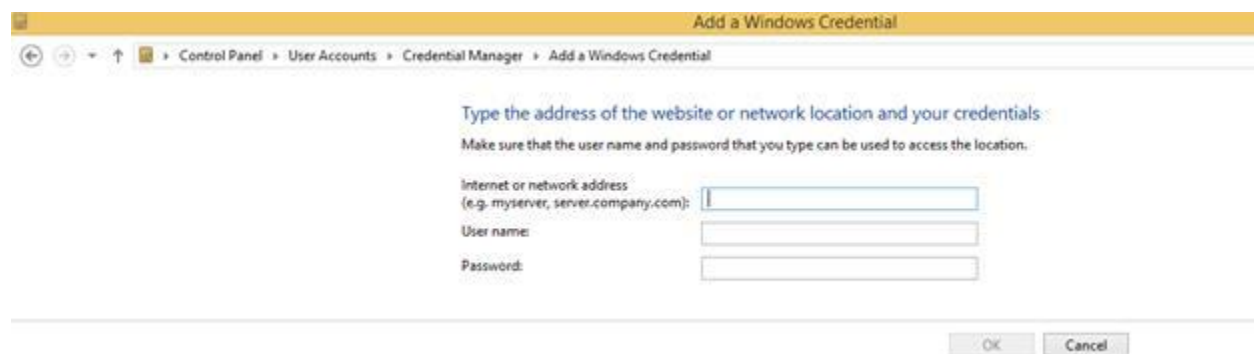 Add a Windows Credential
Control Panel User Accounts Credential Manager Add a Windows Credential
Type the address of the website or network location and your credentials
Make sure that the user name and password that you type can be used to access the location.
Internet or network address
(e.g. myserver, server.company.com):
User name:
Password:
OK Cancel